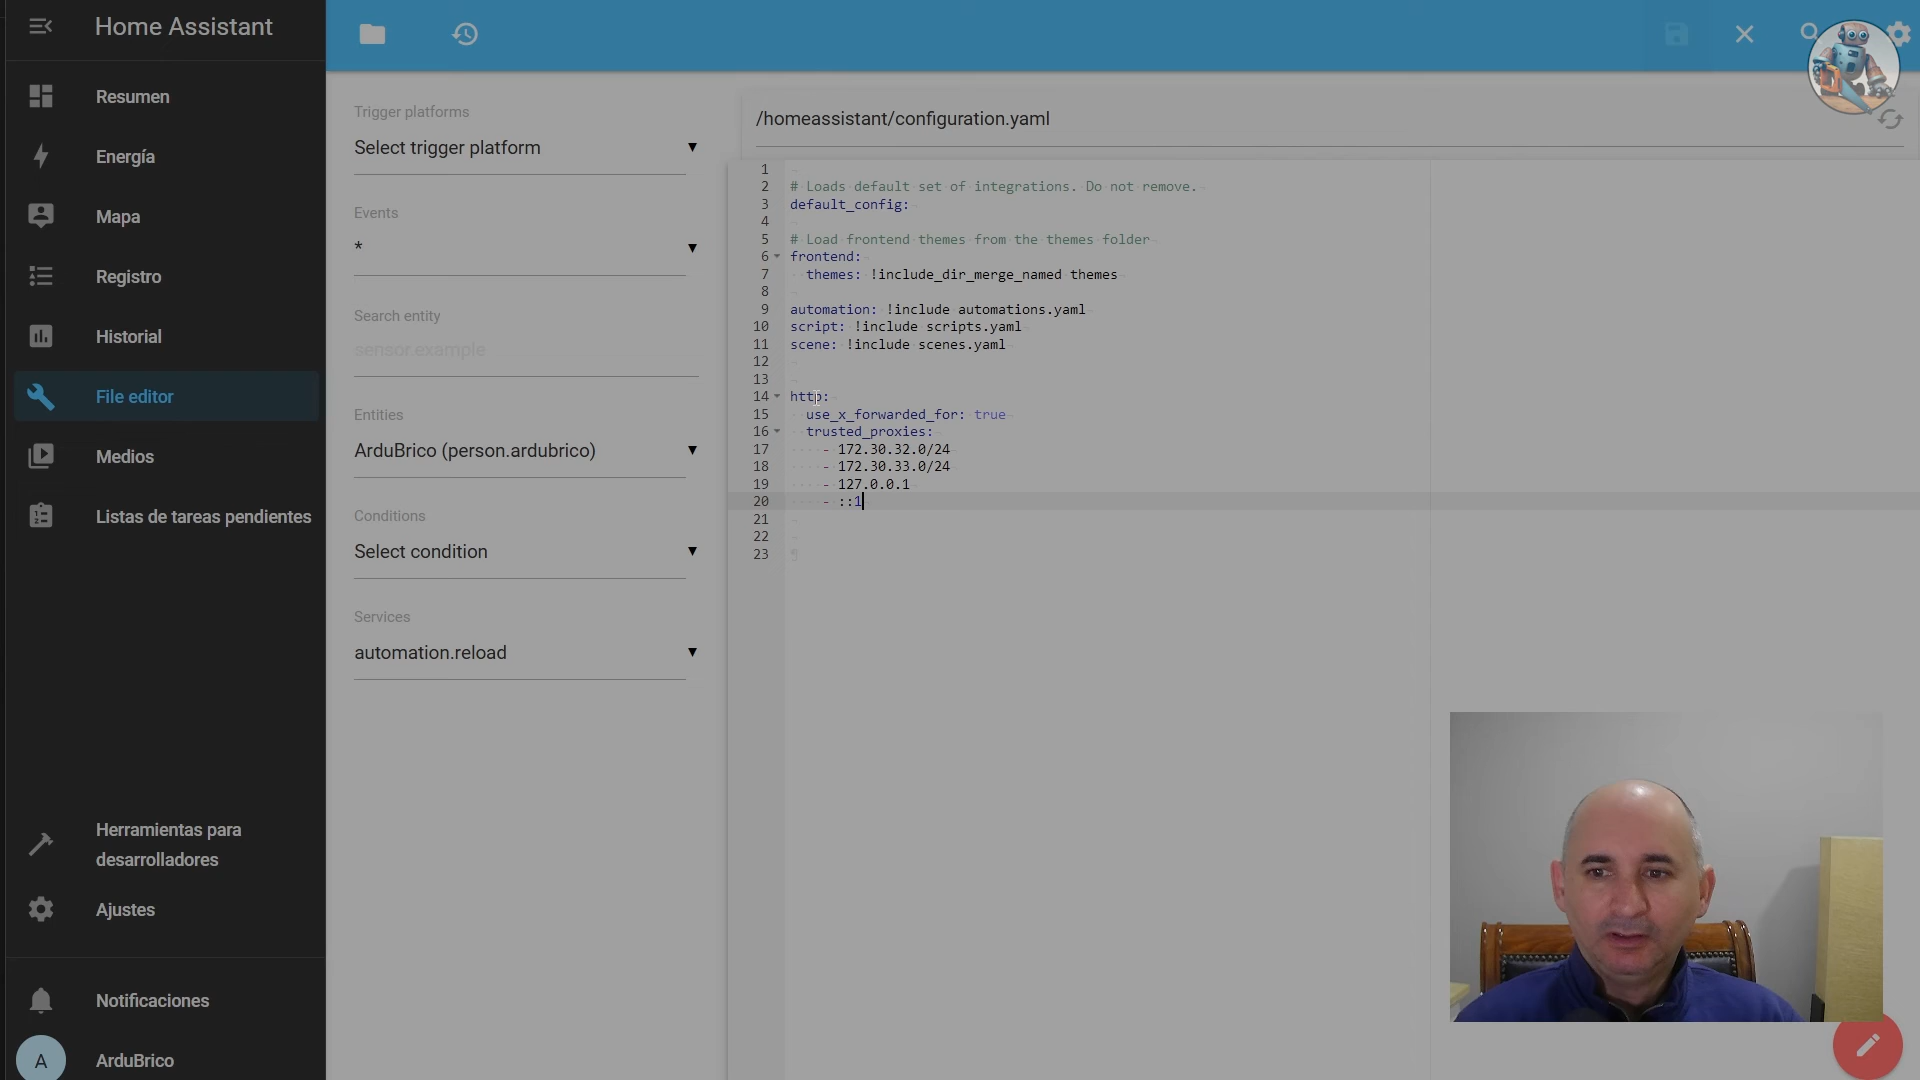 Home Assistant
Resumen
Energía
Mapa
Registro
Historial
File editor
Medios
Listas de tareas pendientes
Herramientas para
desarrolladores
Ajustes
Notificaciones
A
ArduBrico
Trigger platforms
Select trigger platform
Events
*
Search entity
sensor.example
Entities
ArduBrico (person.ardubrico)
Conditions
Select condition
Services
automation.reload
/homeassistant/configuration.yaml
1
2 # Loads default set of integrations. Do not remove.
3 default_config:
4
5 # Load frontend themes from the themes folder
6 frontend:
7   themes: !include_dir_merge_named themes
8
9 automation: !include automations.yaml
10 script: !include scripts.yaml
11 scene: !include scenes.yaml
12
13
14 http:
15   use_x_forwarded_for: true
16   trusted_proxies:
17     - 172.30.32.0/24
18     - 172.30.33.0/24
19     - 127.0.0.1
20     - ::1
21
22
23